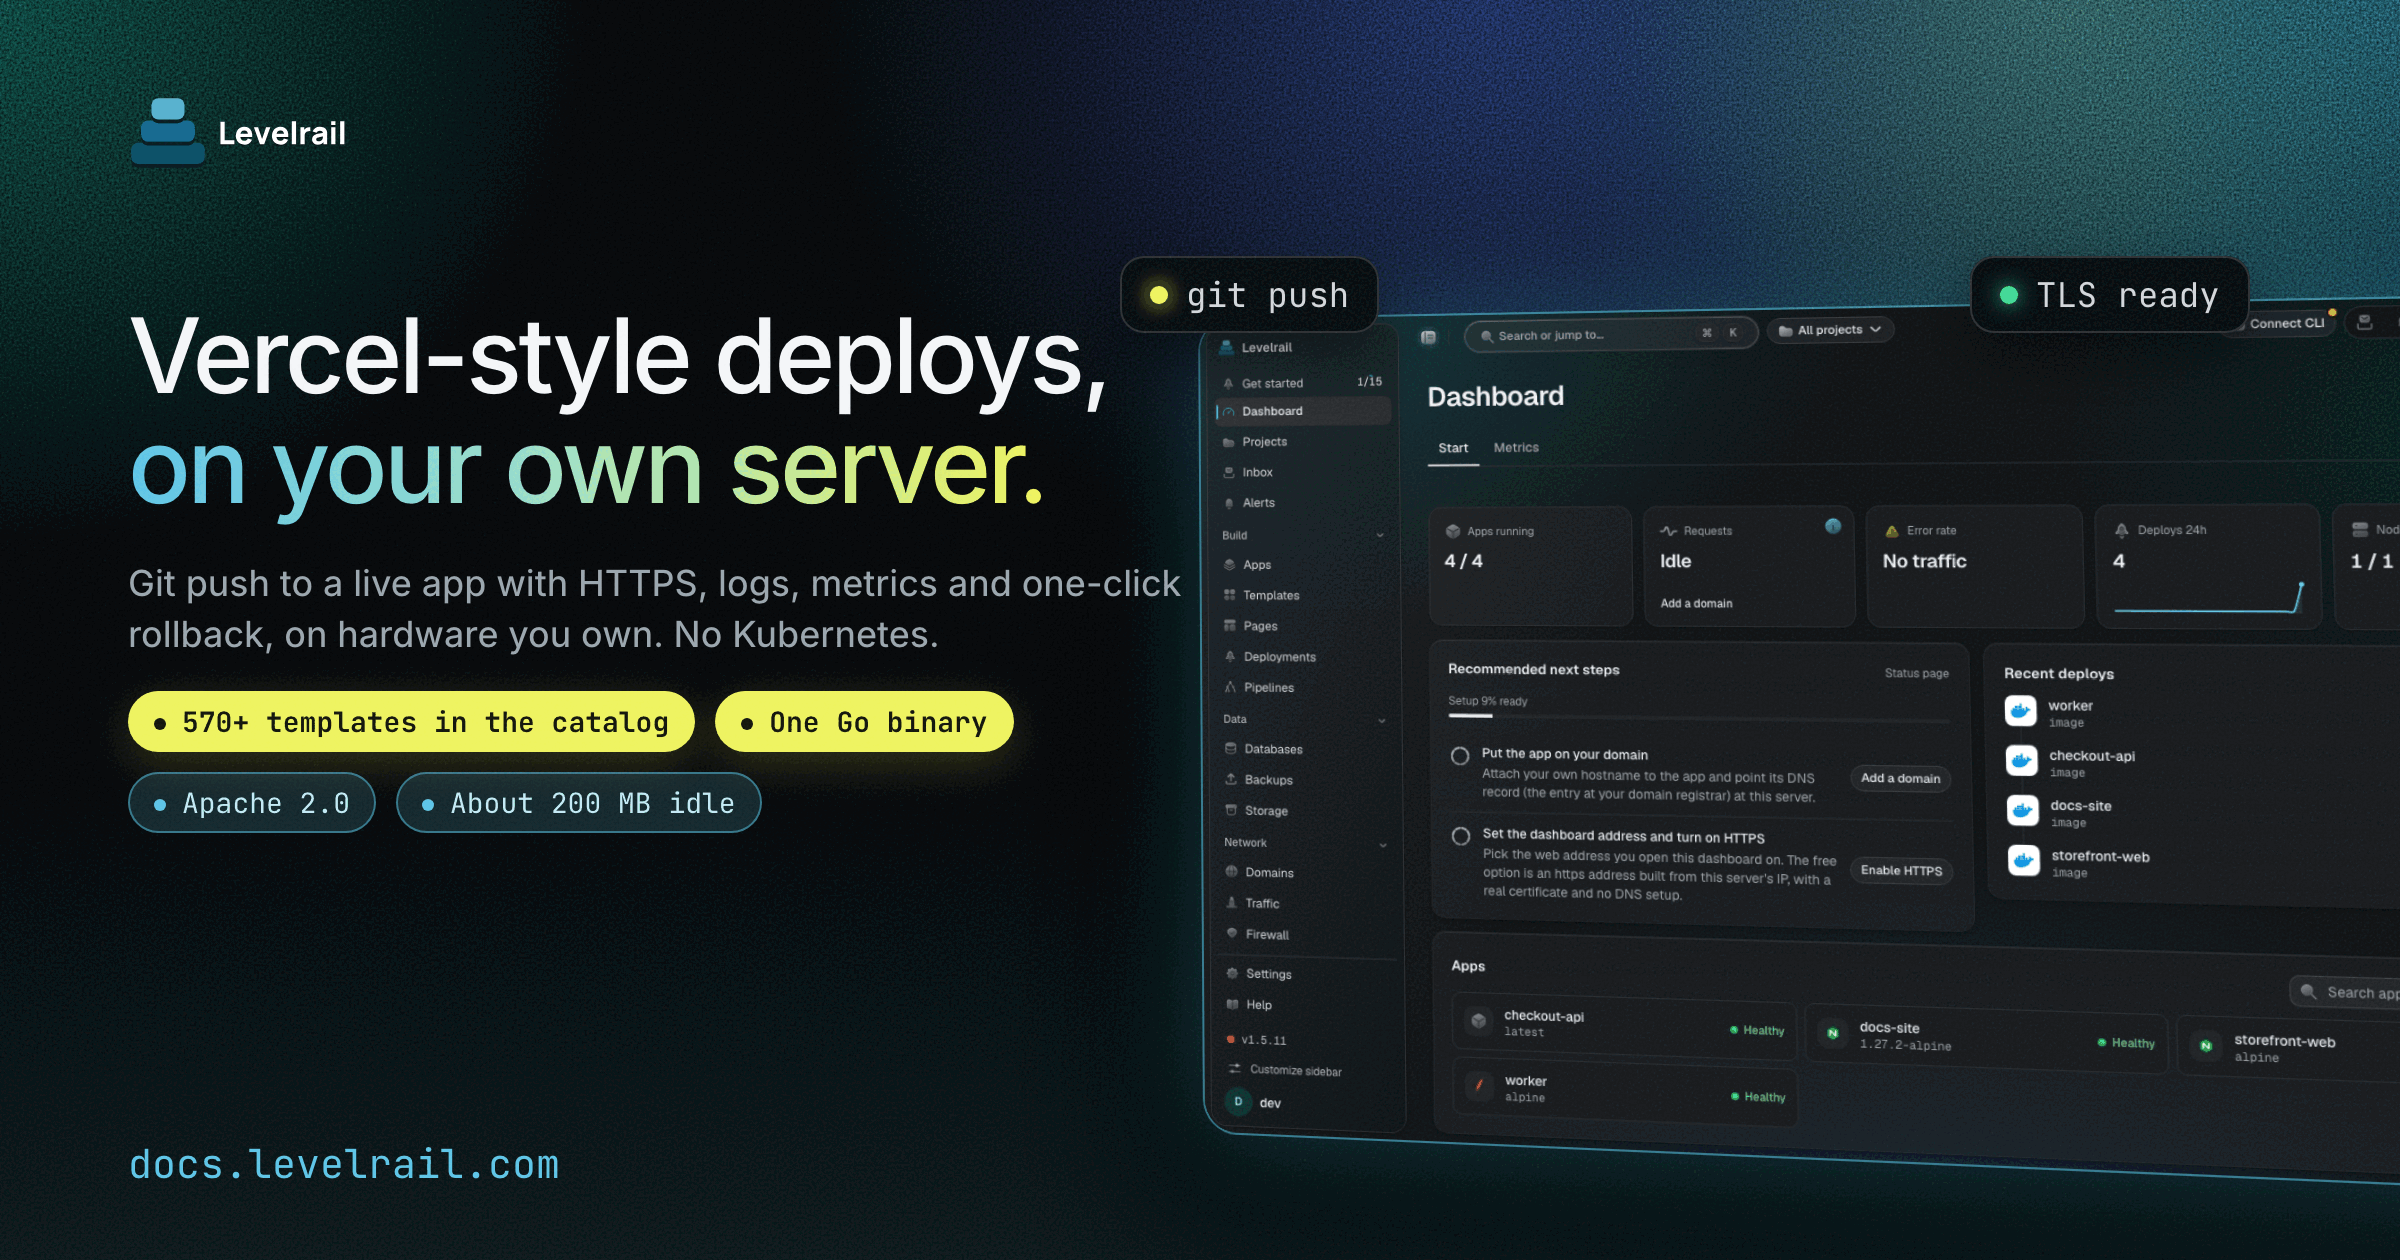 Levelrail
Vercel-style deploys,
on your own server.
Git push to a live app with HTTPS, logs, metrics and one-click
rollback, on hardware you own. No Kubernetes.
570+ templates in the catalog
One Go binary
Apache 2.0
About 200 MB idle
docs.levelrail.com
git push
TLS ready
Levelrail
Get started 1/15
Dashboard
Projects
Inbox
Alerts
Build
Apps
Templates
Pages
Deployments
Pipelines
Data
Databases
Backups
Storage
Network
Domains
Traffic
Firewall
Settings
Help
v1.5.11
Customize sidebar
D dev
Search or jump to... ⌘ K
All projects
Connect CLI
Dashboard
Start Metrics
Apps running
4 / 4
Requests
Idle
Add a domain
Error rate
No traffic
Deploys 24h
4
1 / 1
Recommended next steps
Status page
Setup 9% ready
Put the app on your domain
Attach your own hostname to the app and point its DNS
record (the entry at your domain registrar) at this server.
Add a domain
Set the dashboard address and turn on HTTPS
Pick the web address you open this dashboard on. The free
option is an https address built from this server's IP, with a
real certificate and no DNS setup.
Enable HTTPS
Recent deploys
worker
image
checkout-api
image
docs-site
image
storefront-web
image
Apps
Search
checkout-api
latest
Healthy
docs-site
1.27.2-alpine
Healthy
storefront-web
alpine
worker
alpine
Healthy